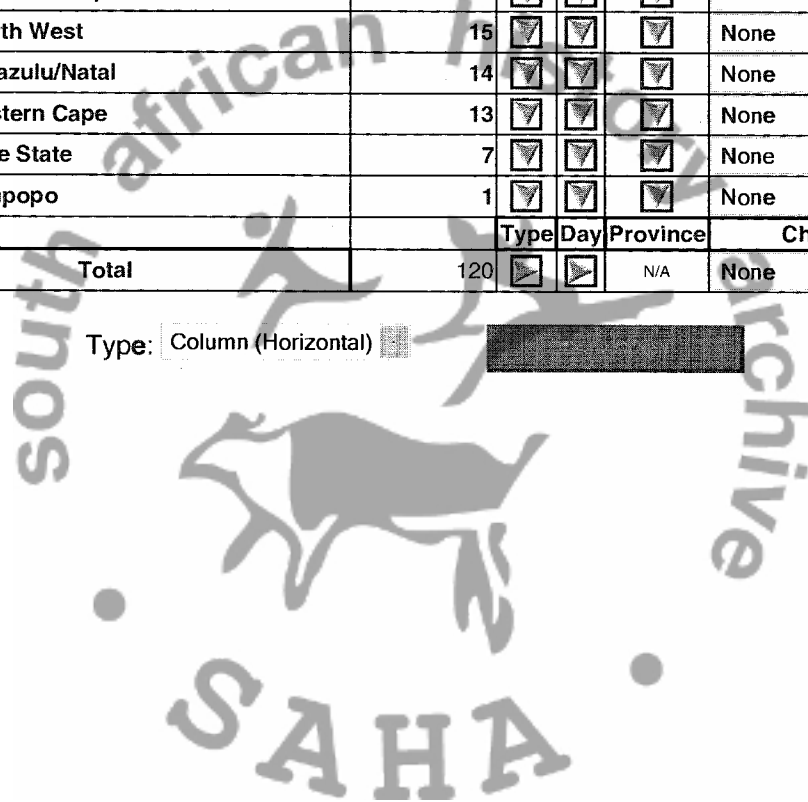 th West 15 None
azulu/Natal 14 None
stern Cape 13 None
e State 7 None
popo 1 None
Type Day Province Ch
Total 120 N/A None
Type: Column (Horizontal)
south african history archive
SAHA